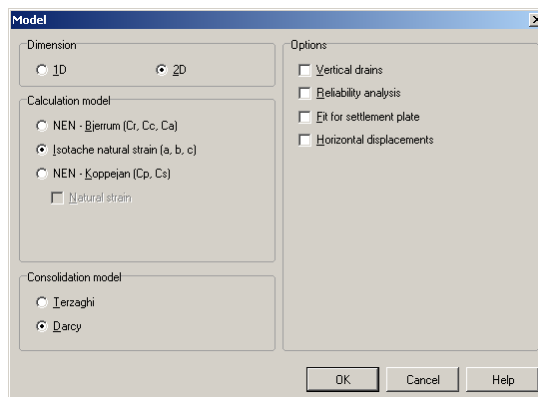 Model
Dimension
1D
2D
Calculation model
NEN - Bjerrum (Cr, Cc, Ca)
Isotache natural strain (a, b, c)
NEN - Koppejan (Cp, Cs)
Natural strain
Consolidation model
Terzaghi
Darcy
Options
Vertical drains
Reliability analysis
Fit for settlement plate
Horizontal displacements
OK
Cancel
Help